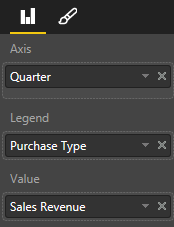 Axis
Quarter
Legend
Purchase Type
Value
Sales Revenue